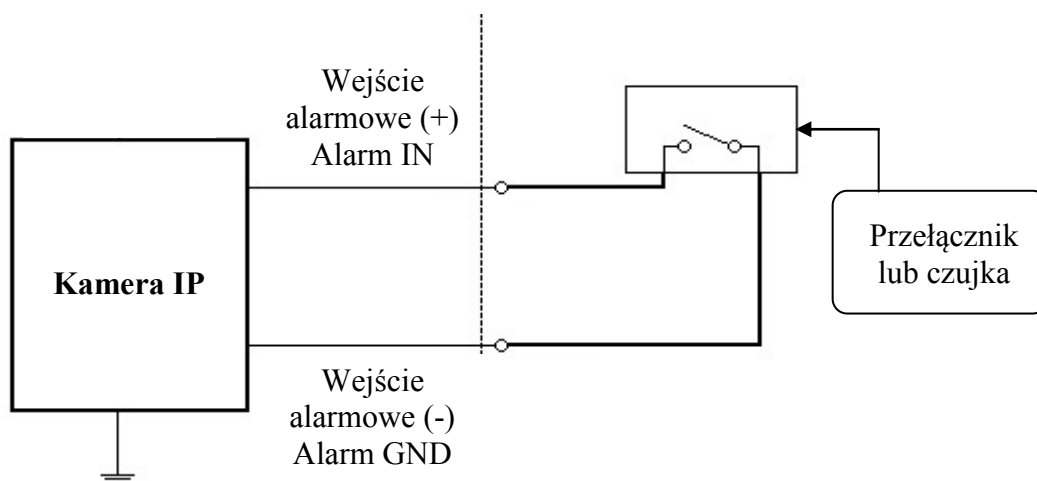 Wejście
alarmowe (+)
Alarm IN
Kamera IP
Przełącznik
lub czujka
Wejście
alarmowe (-)
Alarm GND